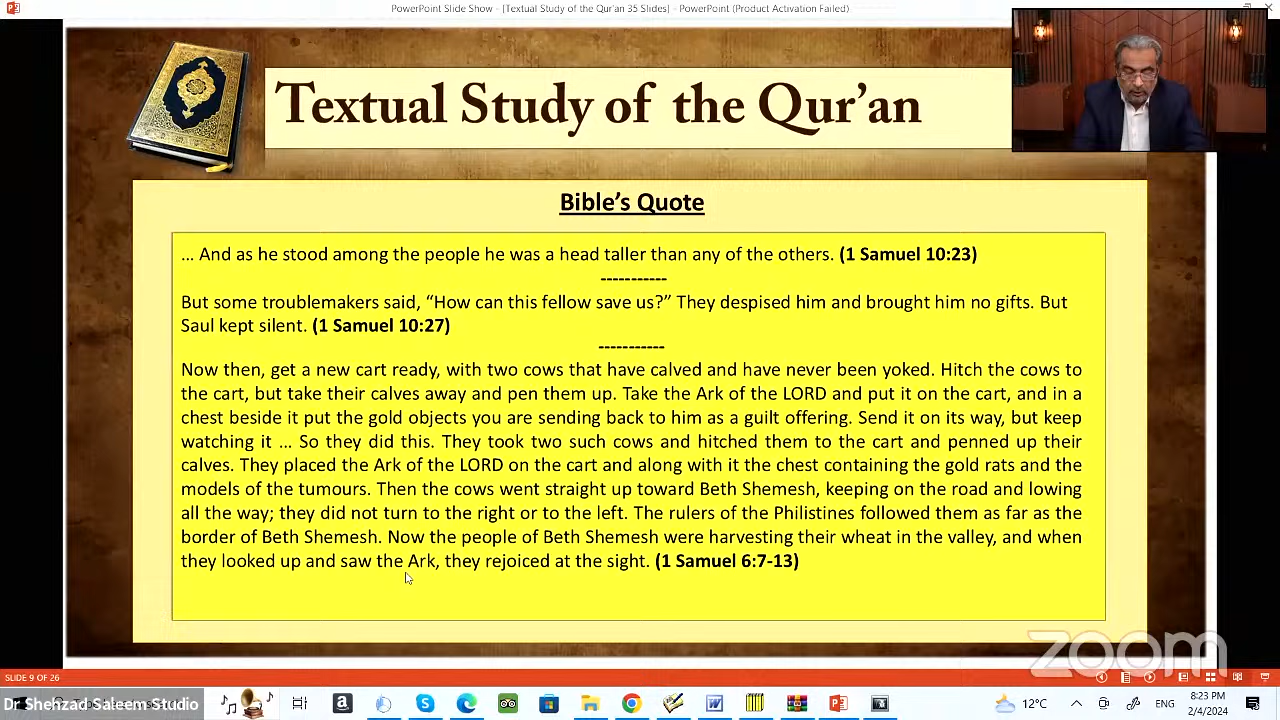 PowerPoint Slide Show - [Textual Study of the Qur'an 35 Slides] - PowerPoint (Product Activation Failed)
Textual Study of the Qur'an
Bible's Quote
... And as he stood among the people he was a head taller than any of the others. (1 Samuel 10:23)
-----------
But some troublemakers said, "How can this fellow save us?" They despised him and brought him no gifts. But
Saul kept silent. (1 Samuel 10:27)
-----------
Now then, get a new cart ready, with two cows that have calved and have never been yoked. Hitch the cows to
the cart, but take their calves away and pen them up. Take the Ark of the LORD and put it on the cart, and in a
chest beside it put the gold objects you are sending back to him as a guilt offering. Send it on its way, but keep
watching it ... So they did this. They took two such cows and hitched them to the cart and penned up their
calves. They placed the Ark of the LORD on the cart and along with it the chest containing the gold rats and the
models of the tumours. Then the cows went straight up toward Beth Shemesh, keeping on the road and lowing
all the way; they did not turn to the right or to the left. The rulers of the Philistines followed them as far as the
border of Beth Shemesh. Now the people of Beth Shemesh were harvesting their wheat in the valley, and when
they looked up and saw the Ark, they rejoiced at the sight. (1 Samuel 6:7-13)
zoom
SLIDE 9 OF 26
Dr Shehzad Saleem Studio
12°C
ENG
8:23 PM
2/4/2024